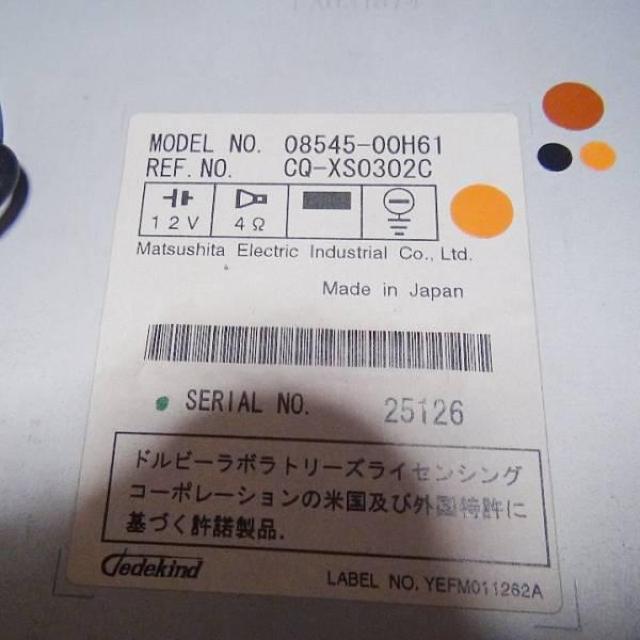 MODEL NO. 08545-00H61
REF. NO. CQ-XS0302C
12V 4Ω
Matsushita Electric Industrial Co., Ltd.
Made in Japan
SERIAL NO. 25126
ドルビーラボラトリーズライセンシング
コーポレーションの米国及び外国特許に
基づく許諾製品.
Jedekind LABEL NO. YEFM011262A